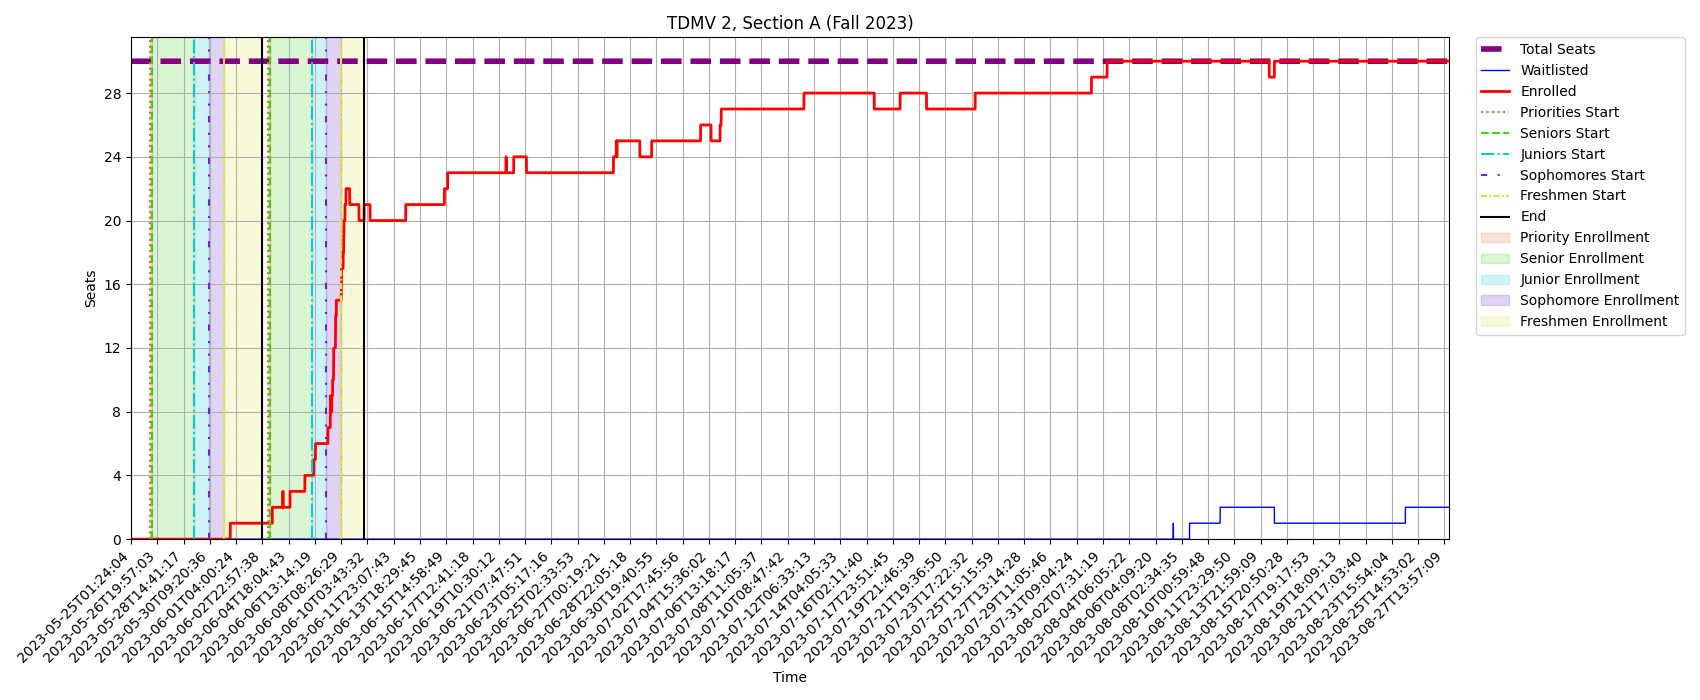 TDMV 2, Section A (Fall 2023)
Seats
28
24
20
16
12
8
4
0
2023-05-25T01:24:04
2023-05-26T19:57:03
2023-05-28T14:41:17
2023-05-30T09:20:36
2023-06-01T04:00:24
2023-06-02T22:57:38
2023-06-04T18:04:43
2023-06-06T13:14:19
2023-06-08T08:26:29
2023-06-10T03:43:32
2023-06-11T23:07:43
2023-06-13T18:29:45
2023-06-15T14:58:49
2023-06-17T12:41:18
2023-06-19T10:30:12
2023-06-21T07:47:51
2023-06-23T05:17:16
2023-06-25T02:33:53
2023-06-27T00:19:21
2023-06-28T22:05:18
2023-06-30T19:40:55
2023-07-02T17:45:56
2023-07-04T15:36:02
2023-07-06T13:18:17
2023-07-08T11:05:37
2023-07-10T08:47:42
2023-07-12T06:33:13
2023-07-14T04:05:33
2023-07-16T02:11:40
2023-07-17T23:51:45
2023-07-19T21:46:39
2023-07-21T19:36:50
2023-07-23T17:22:32
2023-07-25T15:15:59
2023-07-27T13:14:28
2023-07-29T11:05:46
2023-07-31T09:04:24
2023-08-02T07:31:19
2023-08-04T06:05:22
2023-08-06T04:09:20
2023-08-08T02:34:35
2023-08-10T00:59:48
2023-08-11T23:29:50
2023-08-13T21:59:09
2023-08-15T20:50:28
2023-08-17T19:17:53
2023-08-19T18:09:13
2023-08-21T17:03:40
2023-08-23T15:54:04
2023-08-25T14:53:02
2023-08-27T13:57:09
Time
Total Seats
Waitlisted
Enrolled
Priorities Start
Seniors Start
Juniors Start
Sophomores Start
Freshmen Start
End
Priority Enrollment
Senior Enrollment
Junior Enrollment
Sophomore Enrollment
Freshmen Enrollment